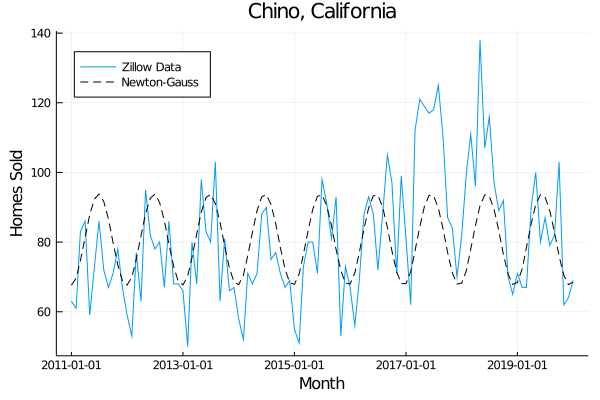 Chino, California
Homes Sold
140
120
100
80
60
Zillow Data
Newton-Gauss
2011-01-01 2013-01-01 2015-01-01 2017-01-01 2019-01-01
Month